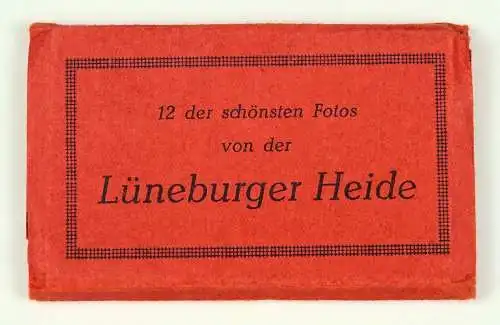 12 der schönsten Fotos
von der
Lüneburger Heide